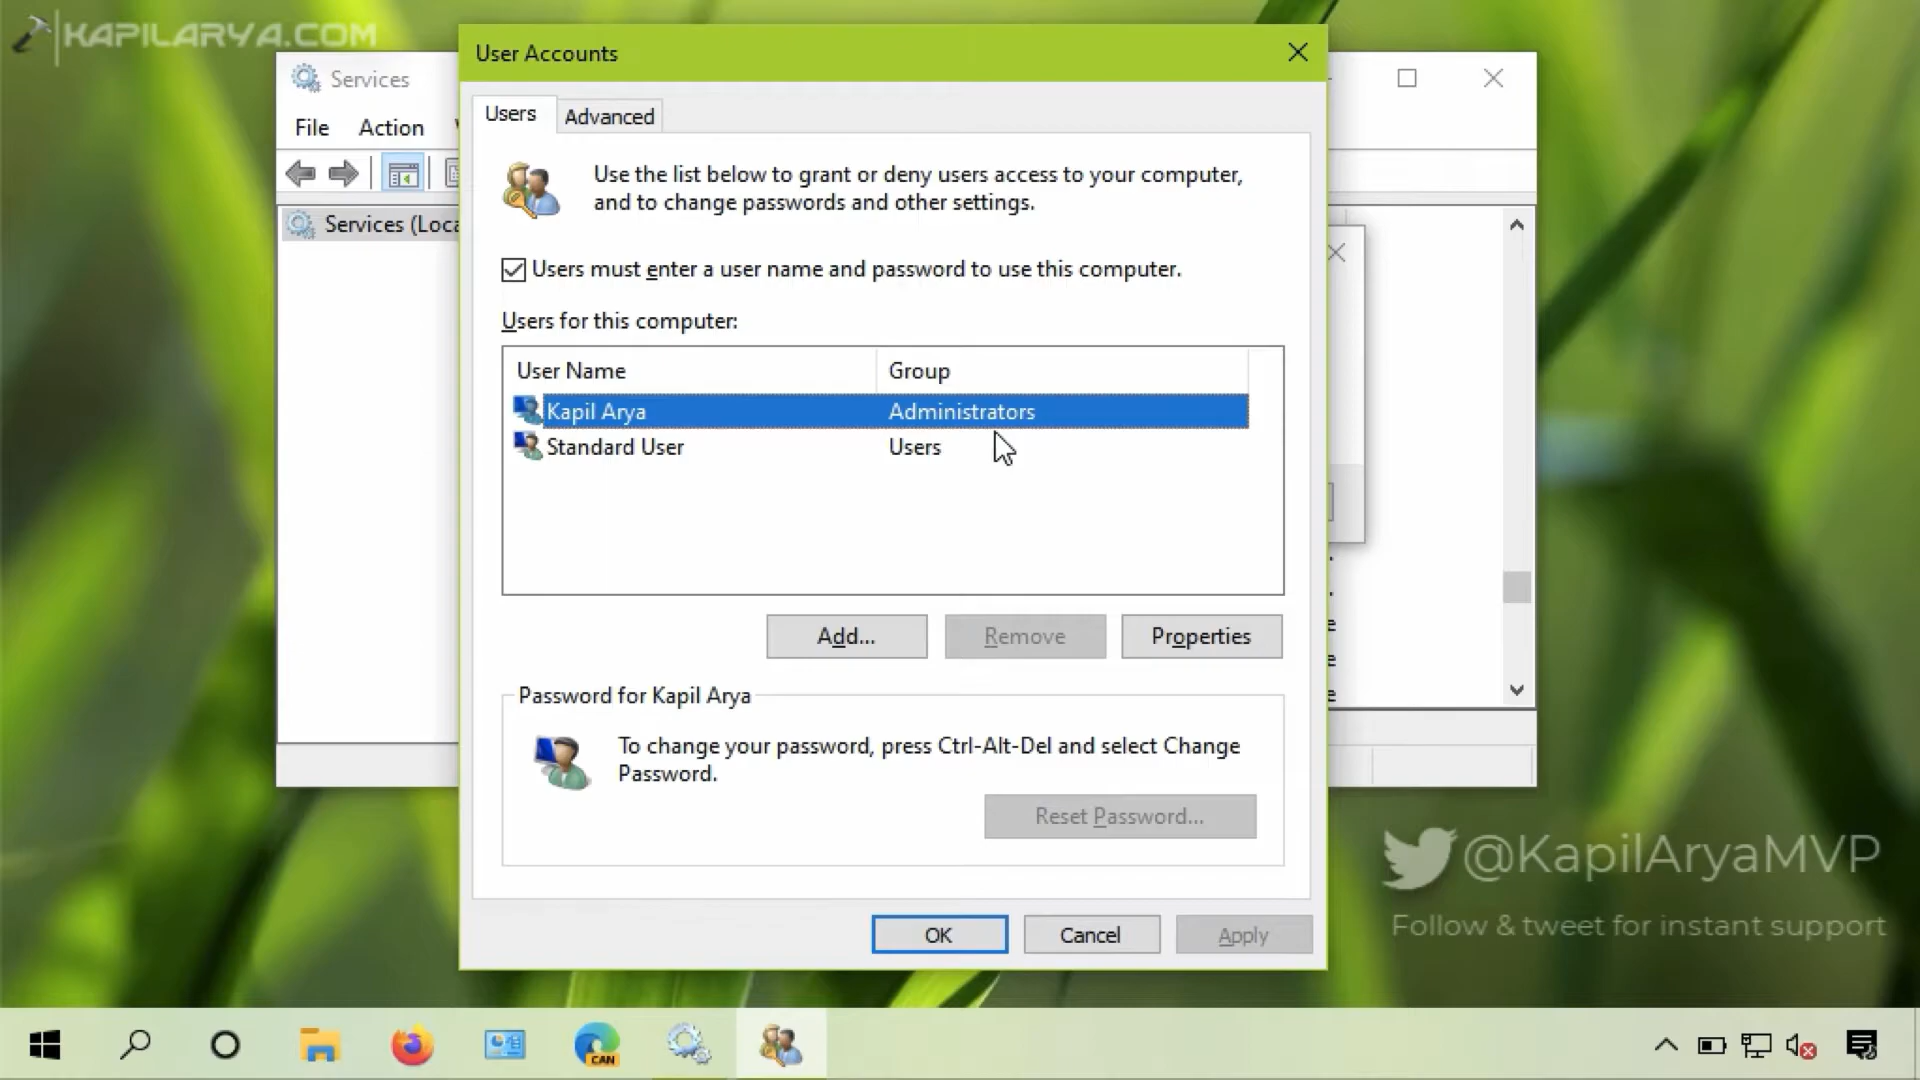 KAPILARYA.COM
User Accounts
Services
File Action
Users Advanced
Use the list below to grant or deny users access to your computer,
and to change passwords and other settings.
Services (Loca
Users must enter a user name and password to use this computer.
Users for this computer:
User Name Group
Kapil Arya Administrators
Standard User Users
Add... Remove Properties
Password for Kapil Arya
To change your password, press Ctrl-Alt-Del and select Change
Password.
Reset Password...
@KapilAryaMVP
Follow & tweet for instant support
OK Cancel Apply
CAN